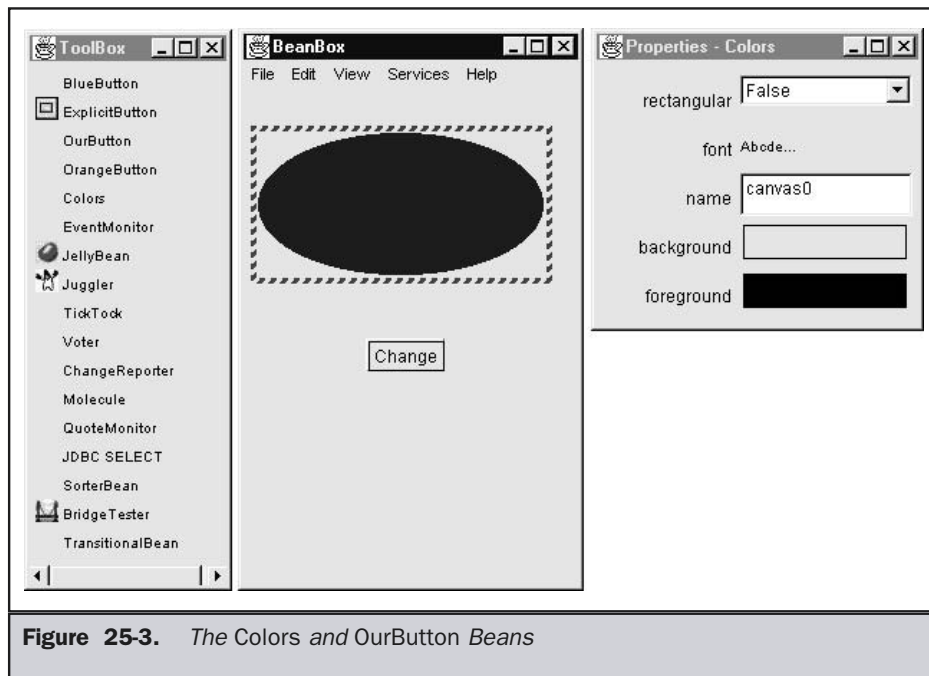 ToolBox
BlueButton
ExplicitButton
OurButton
OrangeButton
Colors
EventMonitor
JellyBean
Juggler
TickTock
Voter
ChangeReporter
Molecule
QuoteMonitor
JDBC SELECT
SorterBean
BridgeTester
TransitionalBean
BeanBox
File Edit View Services Help
Change
Properties - Colors
rectangular False
font Abcde...
name canvas0
background
foreground
Figure 25-3. The Colors and OurButton Beans